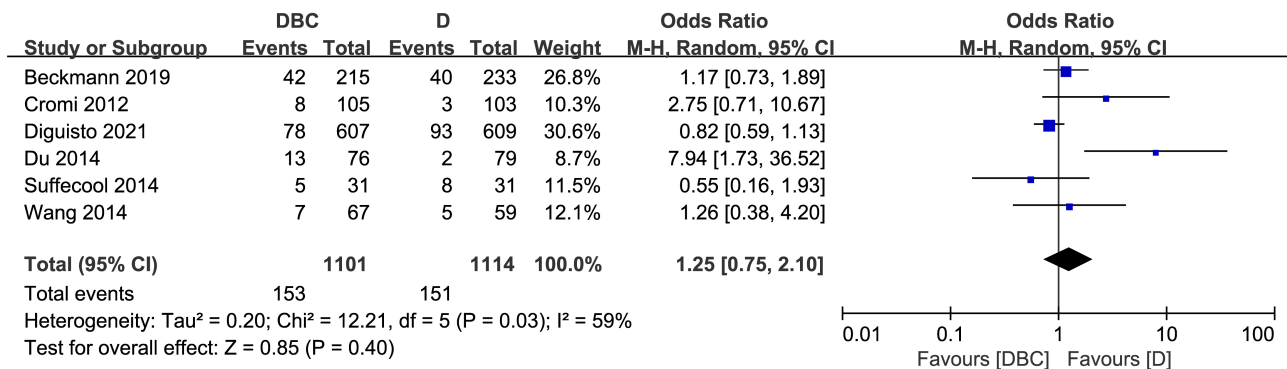 DBC D Odds Ratio Odds Ratio
Study or Subgroup Events Total Events Total Weight M-H, Random, 95% CI M-H, Random, 95% CI
Beckmann 2019 42 215 40 233 26.8% 1.17 [0.73, 1.89]
Cromi 2012 8 105 3 103 10.3% 2.75 [0.71, 10.67]
Diguisto 2021 78 607 93 609 30.6% 0.82 [0.59, 1.13]
Du 2014 13 76 2 79 8.7% 7.94 [1.73, 36.52]
Suffecool 2014 5 31 8 31 11.5% 0.55 [0.16, 1.93]
Wang 2014 7 67 5 59 12.1% 1.26 [0.38, 4.20]
Total (95% CI) 1101 1114 100.0% 1.25 [0.75, 2.10]
Total events 153 151
Heterogeneity: Tau² = 0.20; Chi² = 12.21, df = 5 (P = 0.03); I² = 59%
Test for overall effect: Z = 0.85 (P = 0.40)
0.01 0.1 1 10 100
Favours [DBC] Favours [D]